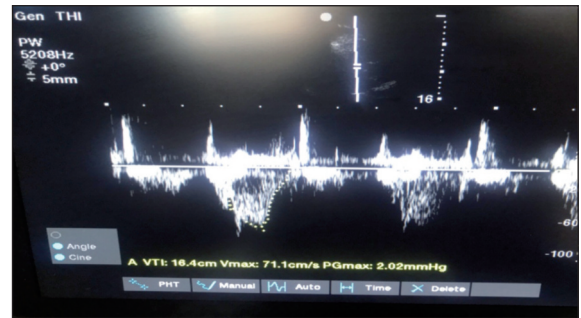 Gen THI
PW
5208Hz
+0°
5mm
16
-60
-100
Angle
Cine
A VTI: 16.4cm Vmax: 71.1cm/s PGmax: 2.02mmHg
PHT Manual Auto Time Delete